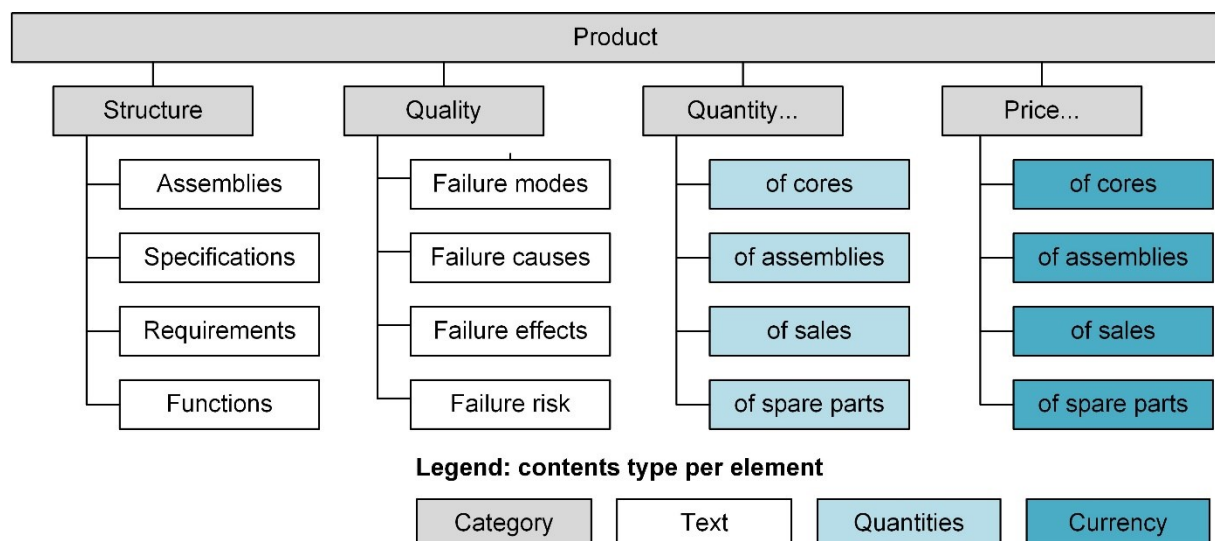 Product
Structure
Quality
Quantity...
Price...
Assemblies
Failure modes
of cores
of cores
Specifications
Failure causes
of assemblies
of assemblies
Requirements
Failure effects
of sales
of sales
Functions
Failure risk
of spare parts
of spare parts
Legend: contents type per element
Category
Text
Quantities
Currency